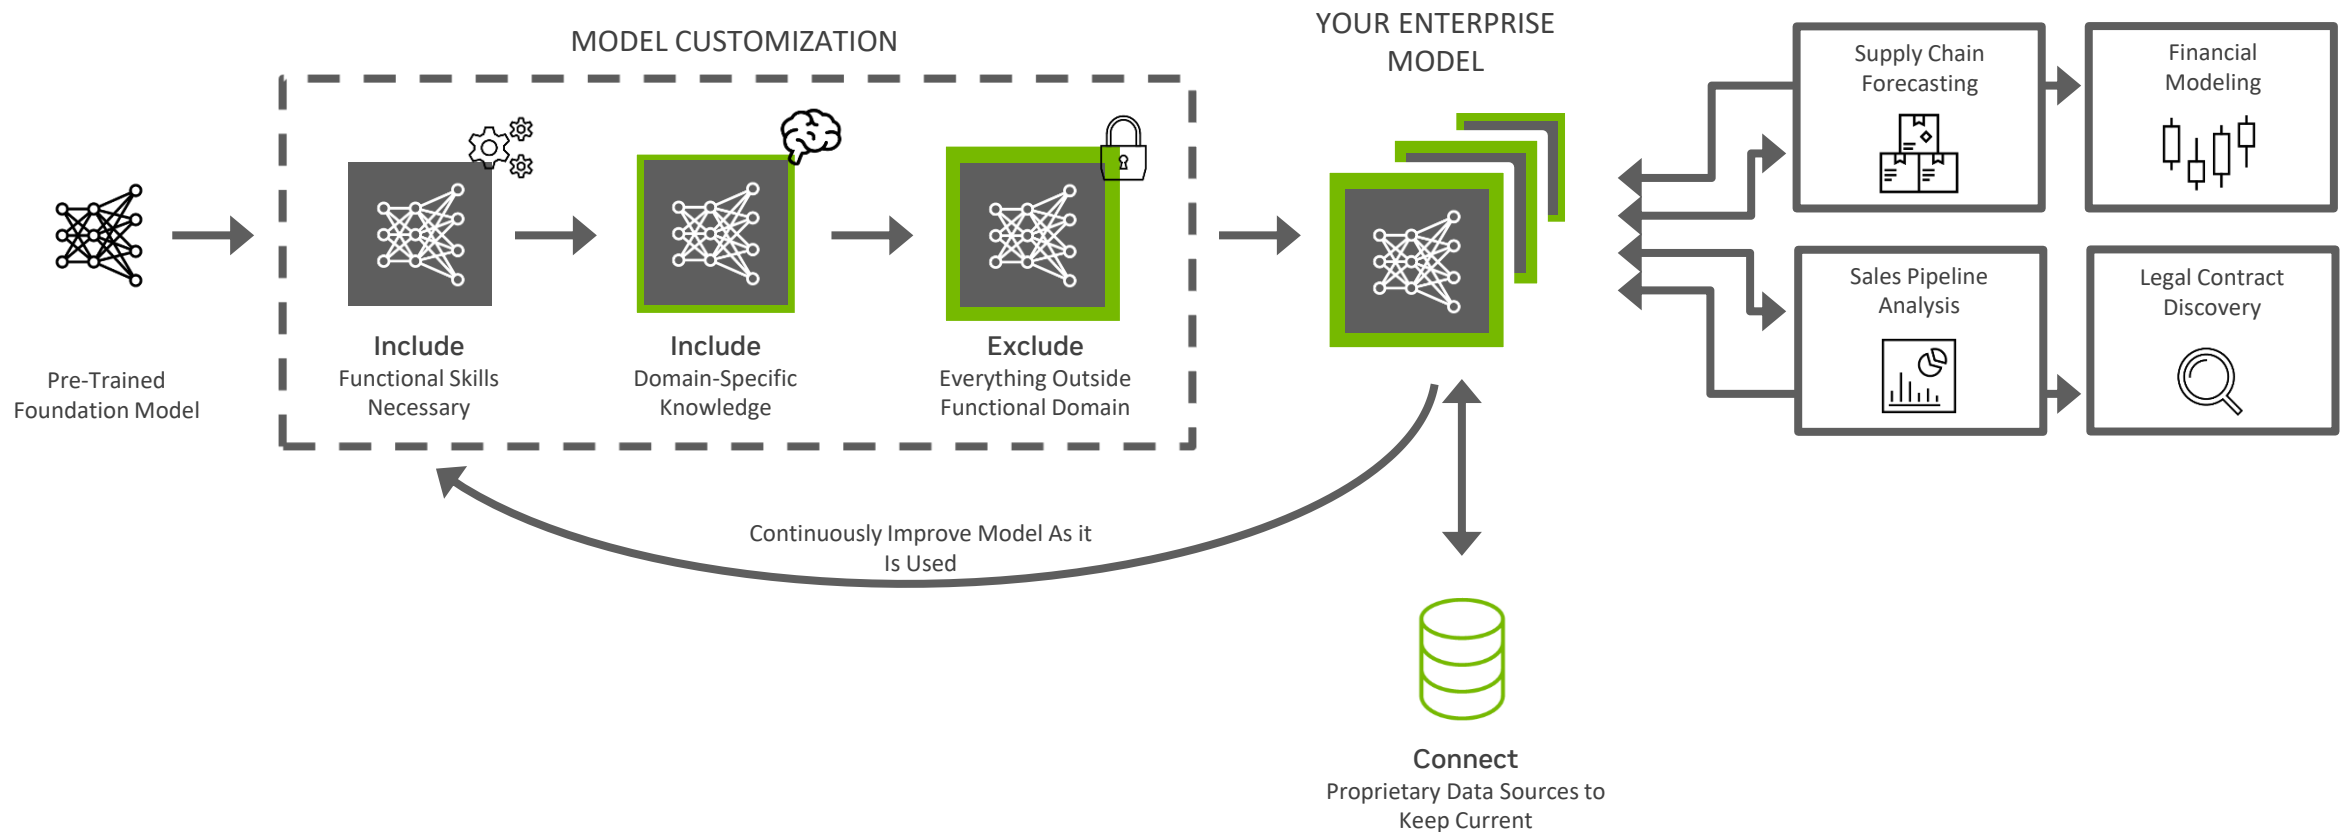 MODEL CUSTOMIZATION
YOUR ENTERPRISE
MODEL
Pre-Trained
Foundation Model
Include
Functional Skills
Necessary
Include
Domain-Specific
Knowledge
Exclude
Everything Outside
Functional Domain
Continuously Improve Model As it
Is Used
Connect
Proprietary Data Sources to
Keep Current
Supply Chain
Forecasting
Financial
Modeling
Sales Pipeline
Analysis
Legal Contract
Discovery